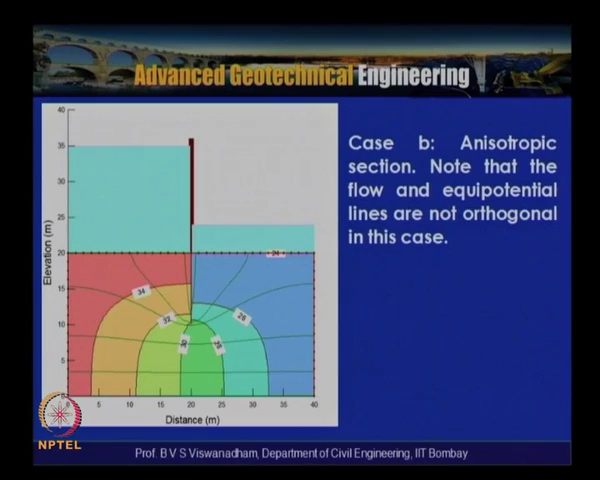 Advanced Geotechnical Engineering
Case b: Anisotropic
section. Note that the
flow and equipotential
lines are not orthogonal
in this case.
40
35
30
25
20
15
10
5
Elevation (m)
34
32
30
28
26
24
5 10 15 20 25 30 35 40
Distance (m)
NPTEL
Prof. B V S Viswanadham, Department of Civil Engineering, IIT Bombay